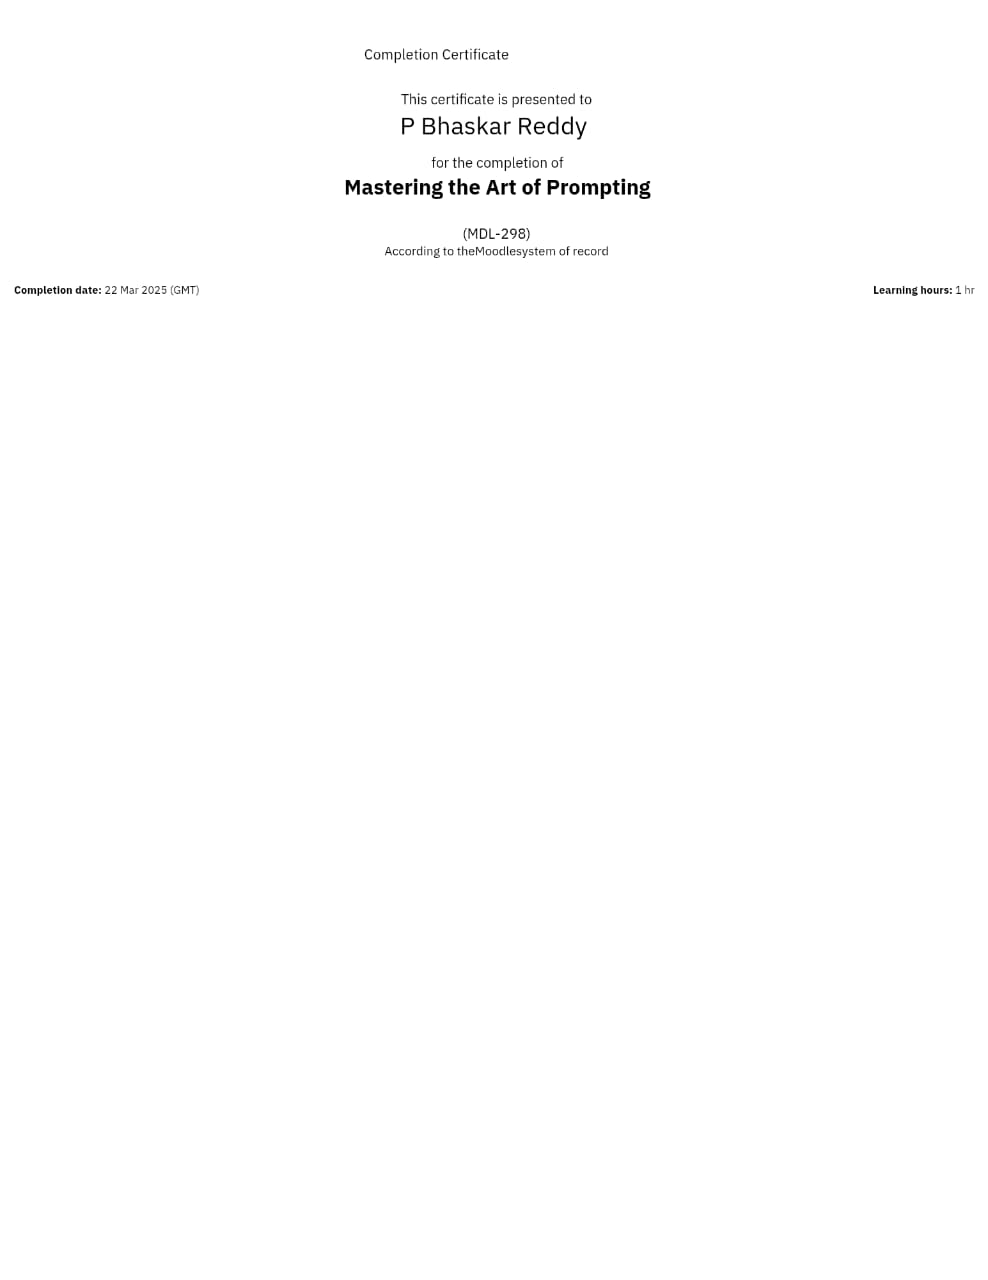 Completion Certificate
This certificate is presented to
P Bhaskar Reddy
for the completion of
Mastering the Art of Prompting
(MDL-298)
According to theMoodlesystem of record
Completion date: 22 Mar 2025 (GMT)
Learning hours: 1 hr